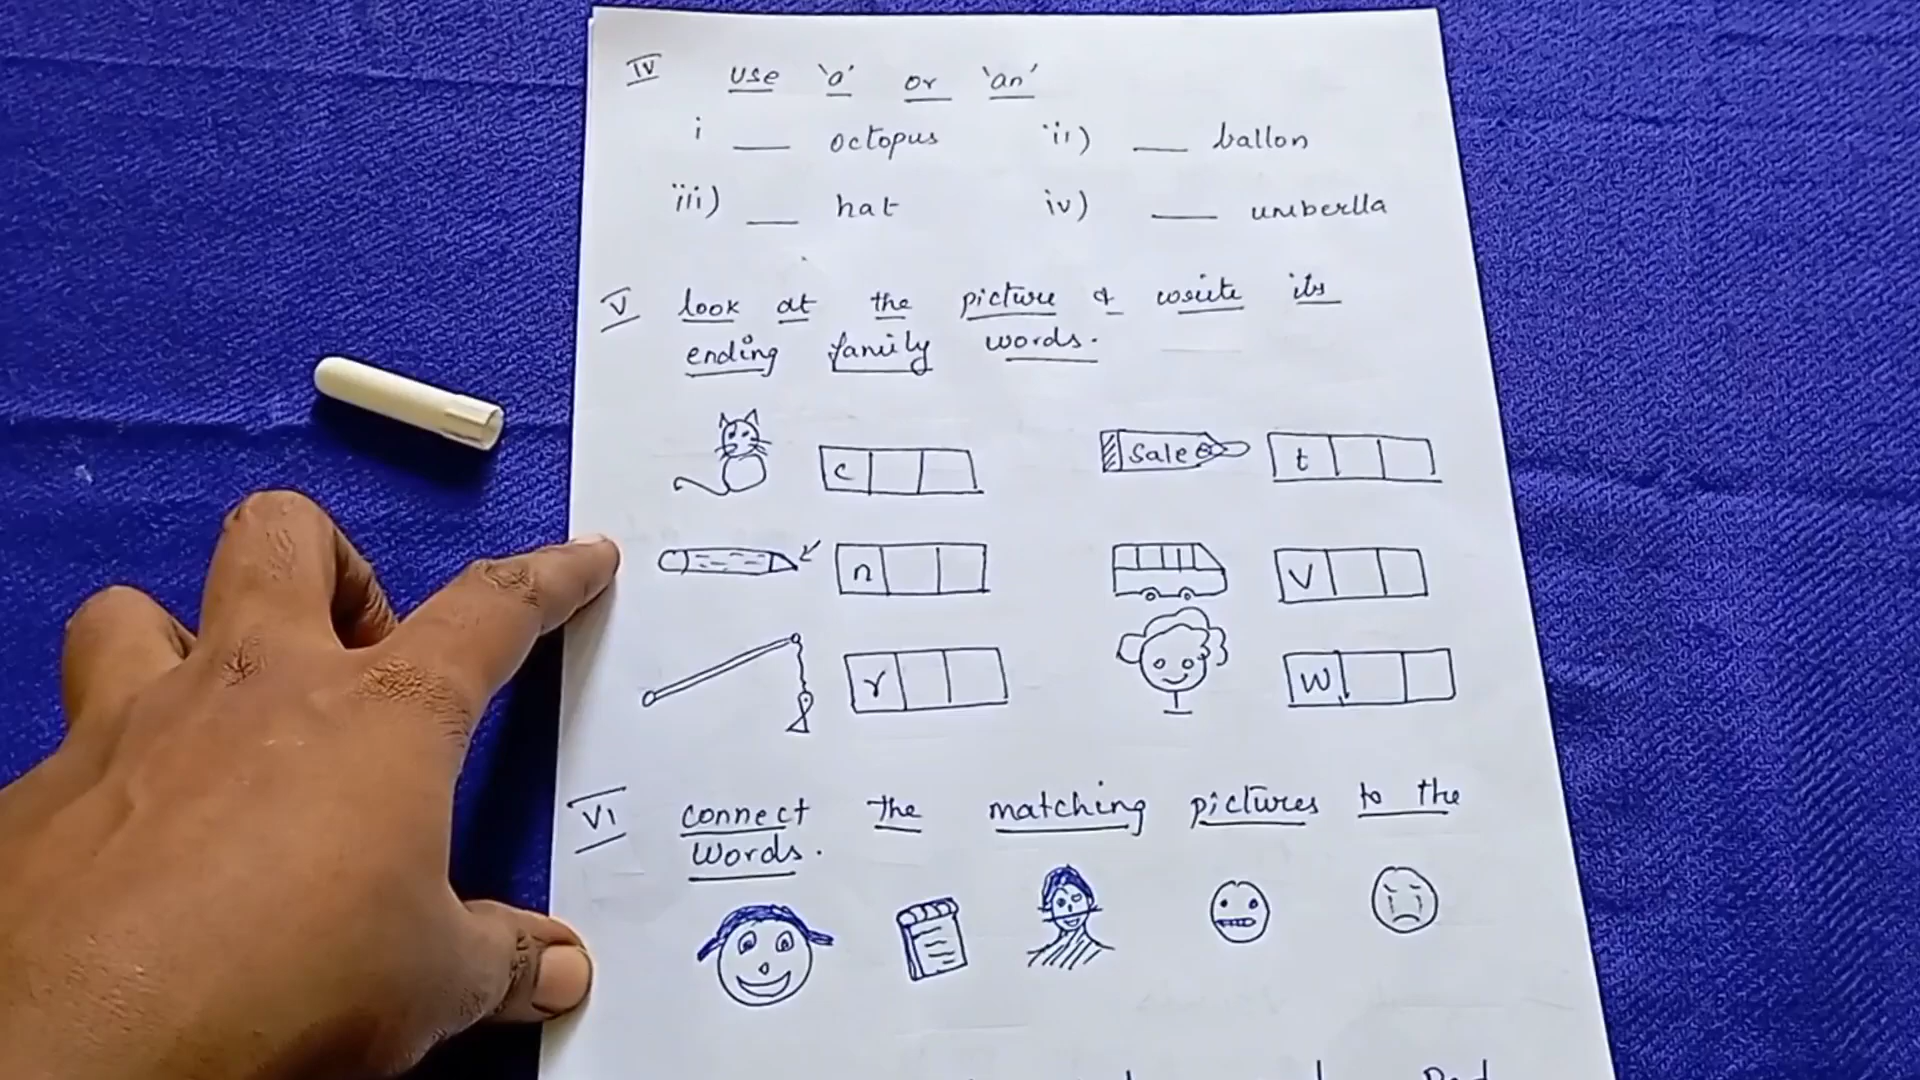 IV use 'a' or 'an'
i ___ octopus ii) ___ ballon
iii) ___ hat iv) ___ umberlla
V look at the picture & write its
ending family words.
c Sale t
n v
r w
VI connect the matching pictures to the
words.